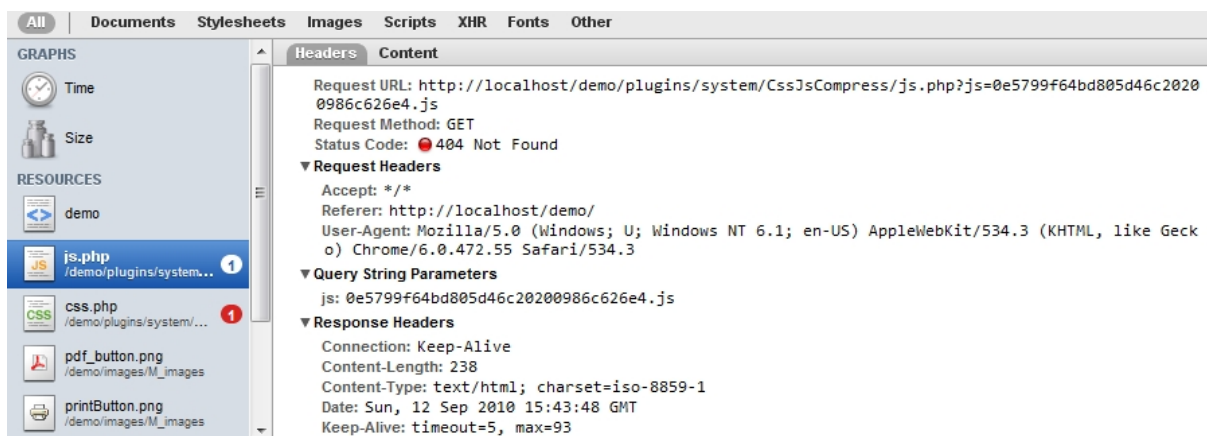 All Documents Stylesheets Images Scripts XHR Fonts Other
GRAPHS
Time
Size
RESOURCES
demo
js.php
/demo/plugins/system... 1
css.php
/demo/plugins/system/... 1
pdf_button.png
/demo/images/M_images
printButton.png
/demo/images/M_images
Headers Content
Request URL: http://localhost/demo/plugins/system/CssJsCompress/js.php?js=0e5799f64bd805d46c2020
0986c626e4.js
Request Method: GET
Status Code: 404 Not Found
▼Request Headers
Accept: */*
Referer: http://localhost/demo/
User-Agent: Mozilla/5.0 (Windows; U; Windows NT 6.1; en-US) AppleWebKit/534.3 (KHTML, like Geck
o) Chrome/6.0.472.55 Safari/534.3
▼Query String Parameters
js: 0e5799f64bd805d46c20200986c626e4.js
▼Response Headers
Connection: Keep-Alive
Content-Length: 238
Content-Type: text/html; charset=iso-8859-1
Date: Sun, 12 Sep 2010 15:43:48 GMT
Keep-Alive: timeout=5, max=93
JS
CSS